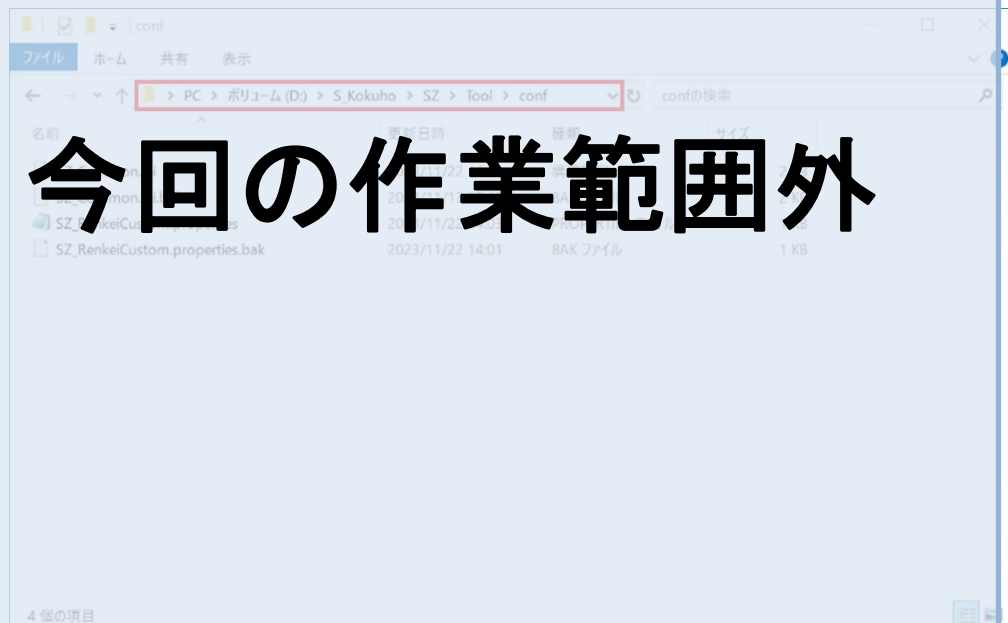 conf
ファイル ホーム 共有 表示
PC > ボリューム (D:) > S_Kokuho > SZ > Tool > conf confの検索
名前 更新日時 種類 サイズ
今回の作業範囲外
SZ_RenkeiCustom.properties.bak 2023/11/22 14:01 BAK ファイル 1 KB
4 個の項目